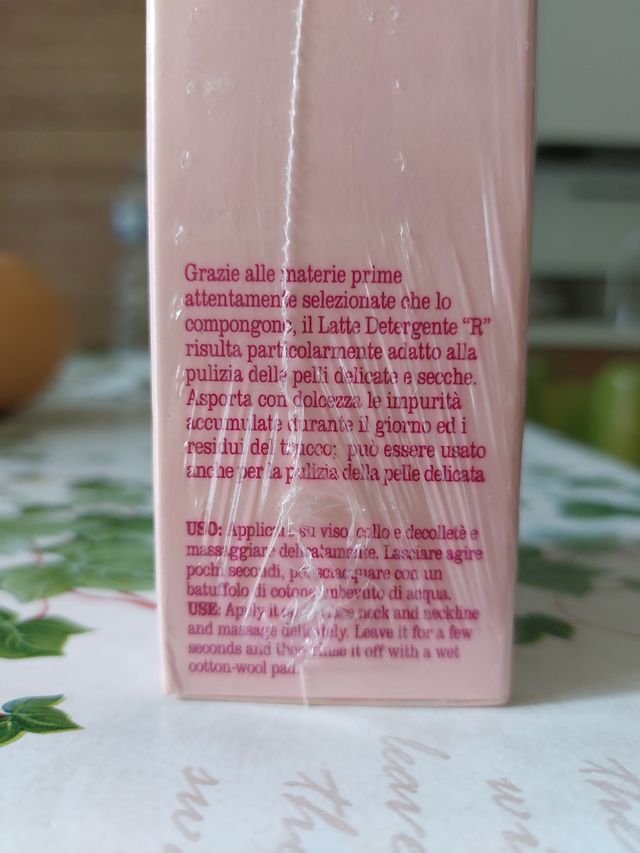 Grazie alle materie prime
attentamente selezionate che lo
compongono, il Latte Detergente “R”
risulta particolarmente adatto alla
pulizia delle pelli delicate e secche.
Asporta con dolcezza le impurità
accumulate durante il giorno ed i
residui del trucco; può essere usato
anche per la pulizia della pelle delicata
USO: Applicare su viso, collo e decolletè e
massaggiare delicatamente. Lasciare agire
pochi secondi, poi sciacquare con un
batuffolo di cotone imbevuto di acqua.
USE: Apply it on face neck and neckline
and massage delicately. Leave it for a few
seconds and then rinse it off with a wet
cotton-wool pad.
leave